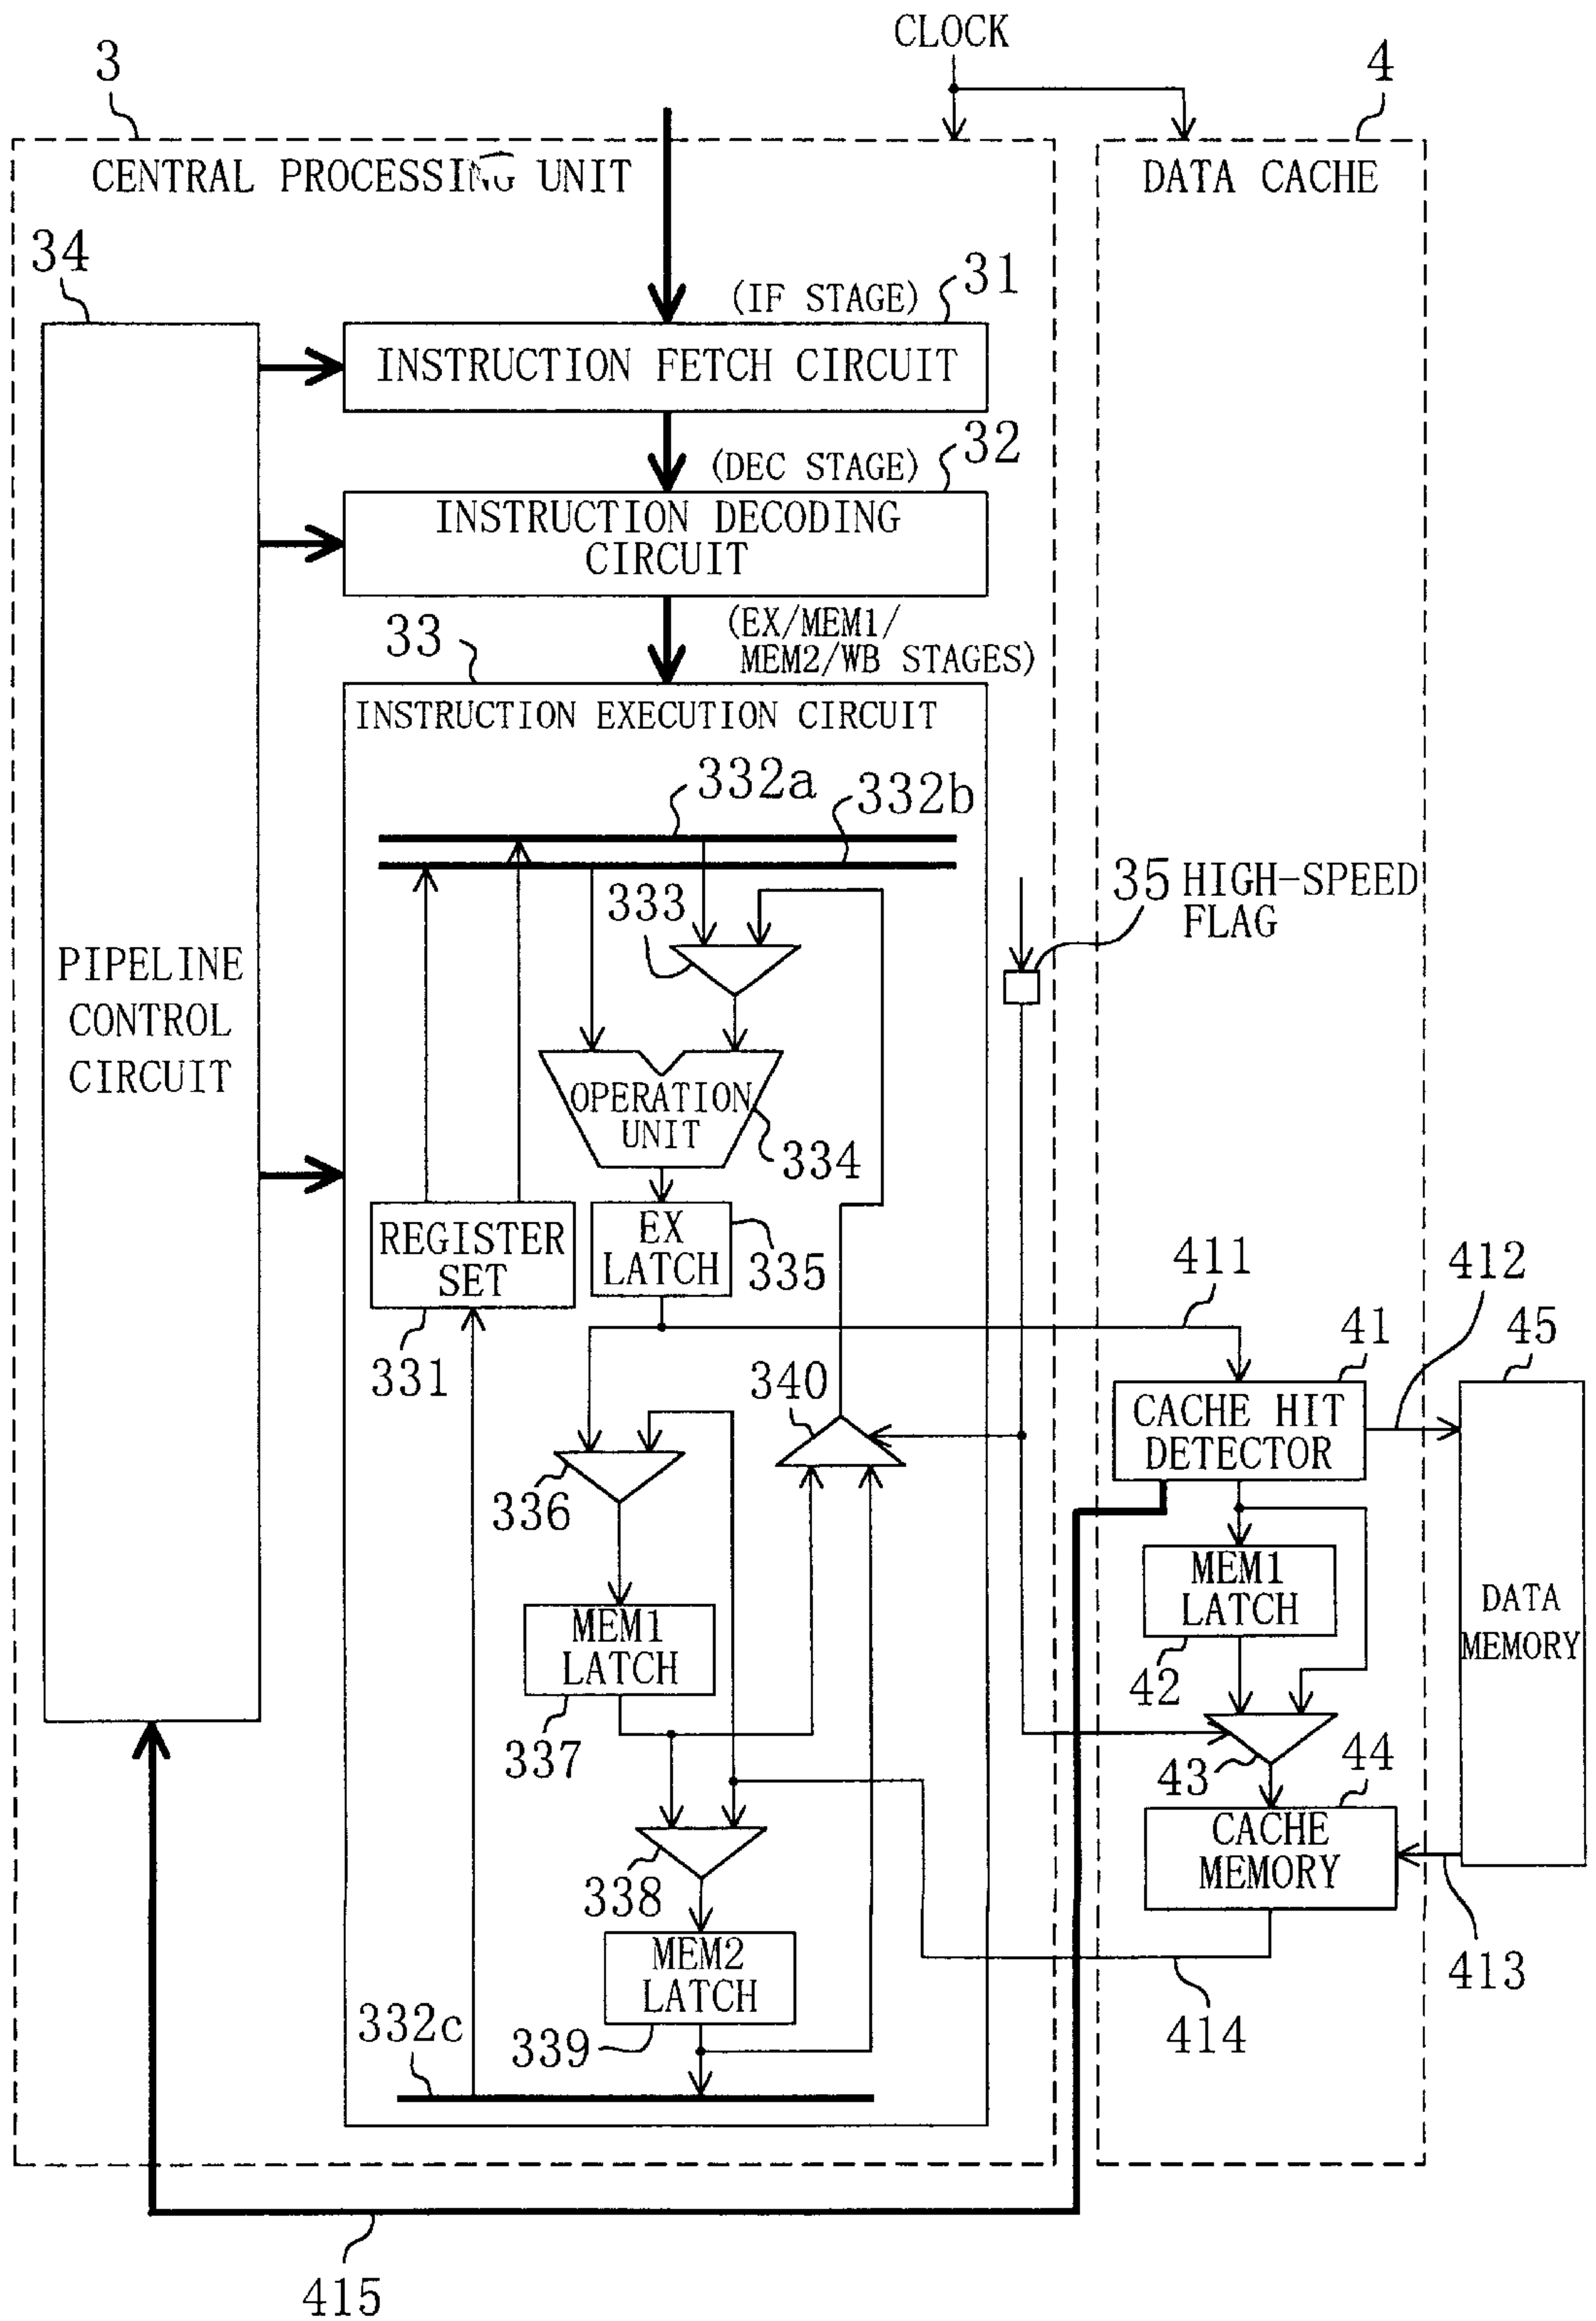 CLOCK
3
4
CENTRAL PROCESSING UNIT
DATA CACHE
34
(IF STAGE)
31
INSTRUCTION FETCH CIRCUIT
(DEC STAGE)
32
INSTRUCTION DECODING
CIRCUIT
33
(EX/MEM1/
MEM2/WB STAGES)
INSTRUCTION EXECUTION CIRCUIT
332a
332b
333
35 HIGH-SPEED
FLAG
PIPELINE
CONTROL
CIRCUIT
OPERATION
UNIT
334
REGISTER
SET
331
EX
LATCH
335
411
412
41
45
340
CACHE HIT
DETECTOR
336
MEM1
LATCH
42
DATA
MEMORY
MEM1
LATCH
337
43
44
CACHE
MEMORY
338
413
MEM2
LATCH
339
332c
414
415